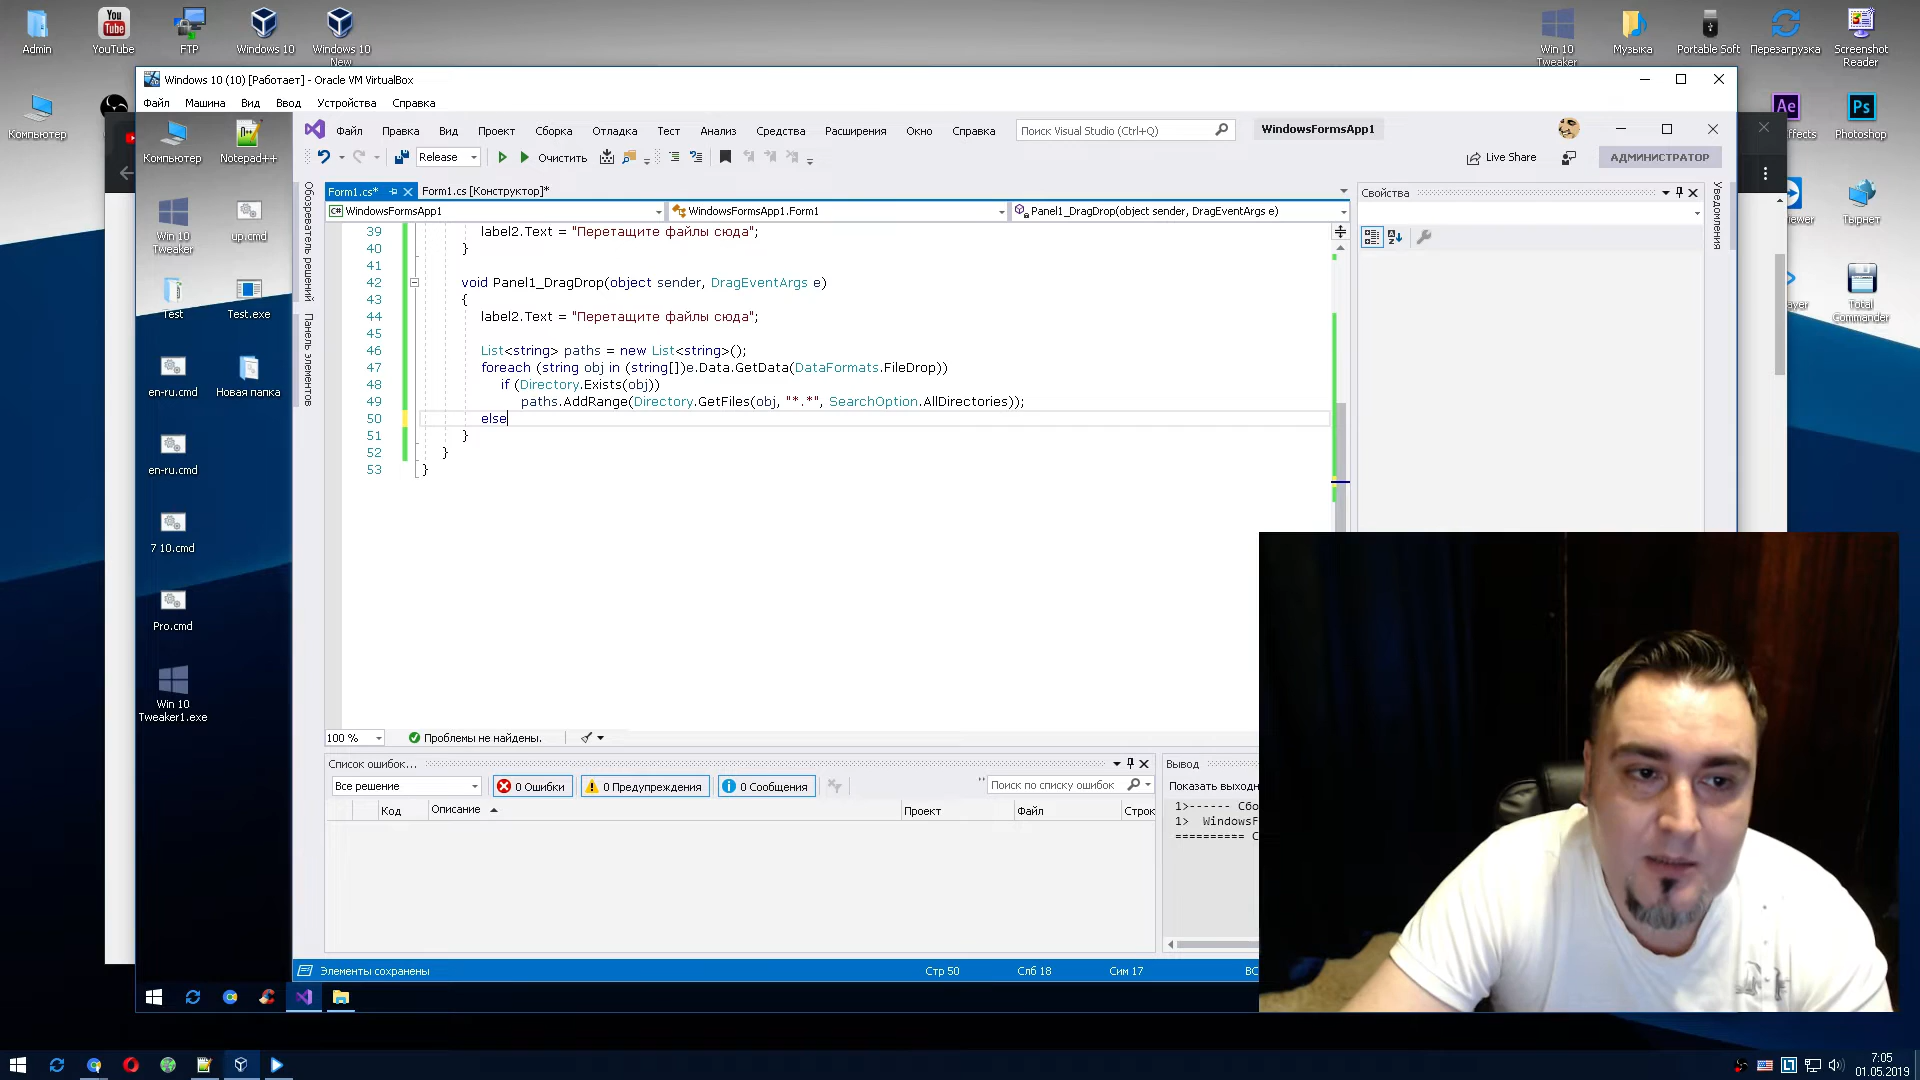 Admin
YouTube
FTP
Windows 10
Windows 10
New
Win 10
Tweaker
Музыка
Portable Soft
Перезагрузка
Screenshot
Reader
Компьютер
Windows 10 (10) [Работает] - Oracle VM VirtualBox
Файл Машина Вид Ввод Устройства Справка
Photoshop
Тырнет
Total
Commander
Компьютер
Notepad++
Win 10
Tweaker
up.cmd
Test
Test.exe
en-ru.cmd
Новая папка
en-ru.cmd
7 10.cmd
Pro.cmd
Win 10
Tweaker1.exe
Файл Правка Вид Проект Сборка Отладка Тест Анализ Средства Расширения Окно Справка
Поиск Visual Studio (Ctrl+Q)
WindowsFormsApp1
Release
Очистить
Live Share
АДМИНИСТРАТОР
Обозреватель решений
Панель элементов
Form1.cs*
Form1.cs [Конструктор]*
WindowsFormsApp1
WindowsFormsApp1.Form1
Panel1_DragDrop(object sender, DragEventArgs e)
Свойства
Уведомления
39 label2.Text = "Перетащите файлы сюда";
40 }
41
42 void Panel1_DragDrop(object sender, DragEventArgs e)
43 {
44 label2.Text = "Перетащите файлы сюда";
45
46 List<string> paths = new List<string>();
47 foreach (string obj in (string[])e.Data.GetData(DataFormats.FileDrop))
48 if (Directory.Exists(obj))
49 paths.AddRange(Directory.GetFiles(obj, "*.*", SearchOption.AllDirectories));
50 else
51 }
52 }
53 }
100 %
Проблемы не найдены.
Список ошибок...
Все решение
0 Ошибки
0 Предупреждения
0 Сообщения
Поиск по списку ошибок
Код
Описание
Проект
Файл
Строк
Вывод
Показать выходн
1>------ Сбо
1> WindowsF
========== С
Элементы сохранены
Стр 50
Слб 18
Сим 17
ВС
7:05
01.05.2019